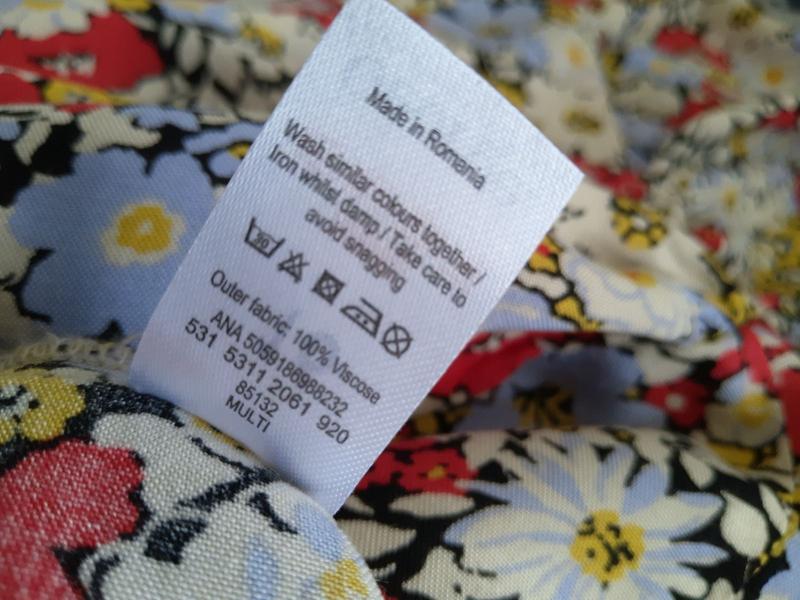 Made in Romania
Wash similar colours together /
Iron whilst damp / Take care to
avoid snagging
30
Outer fabric: 100% Viscose
ANA 5059186988232
531 5311 2061 920
85132
MULTI